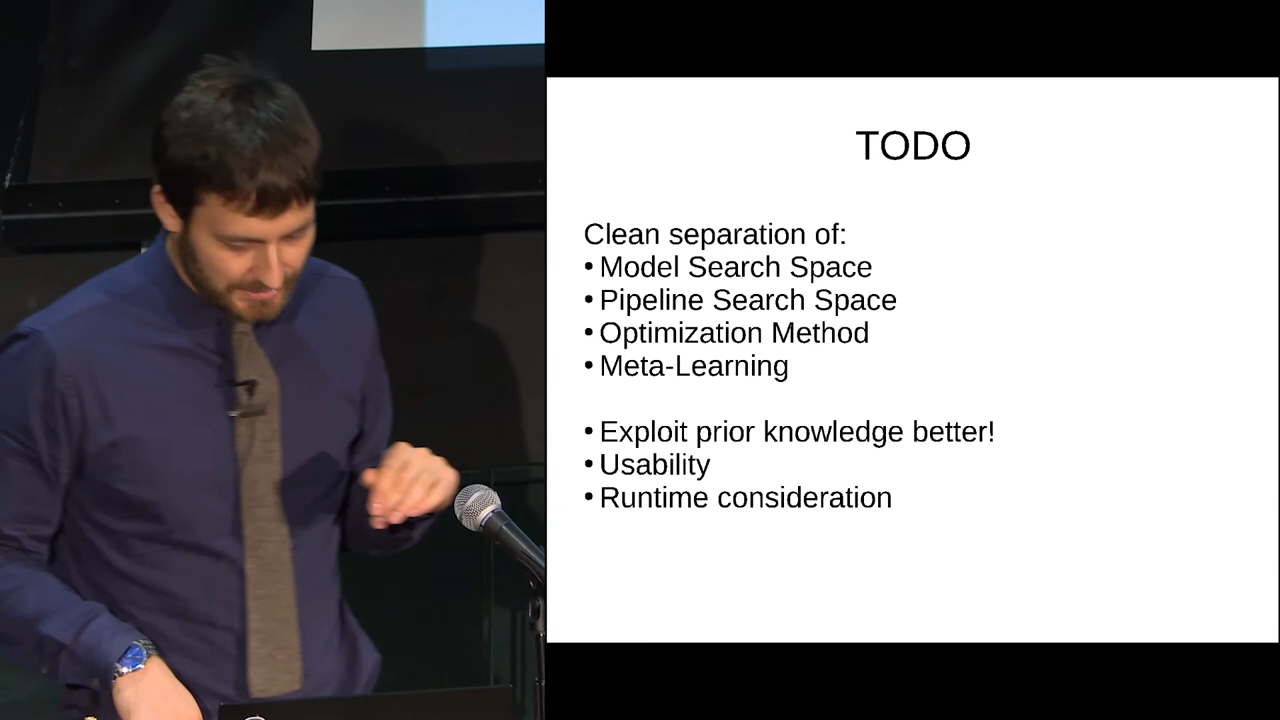 TODO
Clean separation of:
• Model Search Space
• Pipeline Search Space
• Optimization Method
• Meta-Learning
• Exploit prior knowledge better!
• Usability
• Runtime consideration